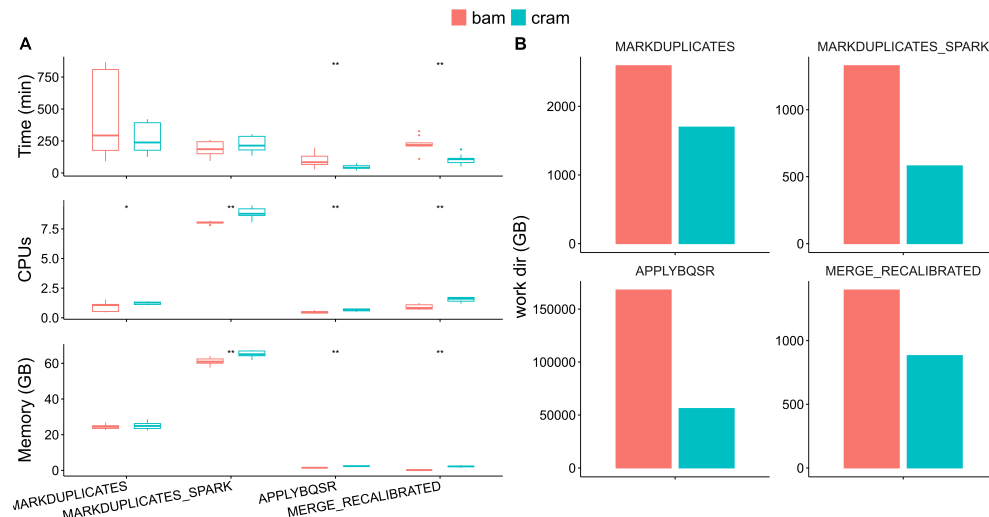 bam cram
A
Time (min)
750
500
250
0
** **
CPUs
7.5
5.0
2.5
0.0
* ** ** **
Memory (GB)
60
40
20
0
** ** **
MARKDUPLICATES
MARKDUPLICATES_SPARK
APPLYBQSR
MERGE_RECALIBRATED
B
work dir (GB)
MARKDUPLICATES
2000
1000
0
MARKDUPLICATES_SPARK
1000
500
0
APPLYBQSR
150000
100000
50000
0
MERGE_RECALIBRATED
1000
500
0